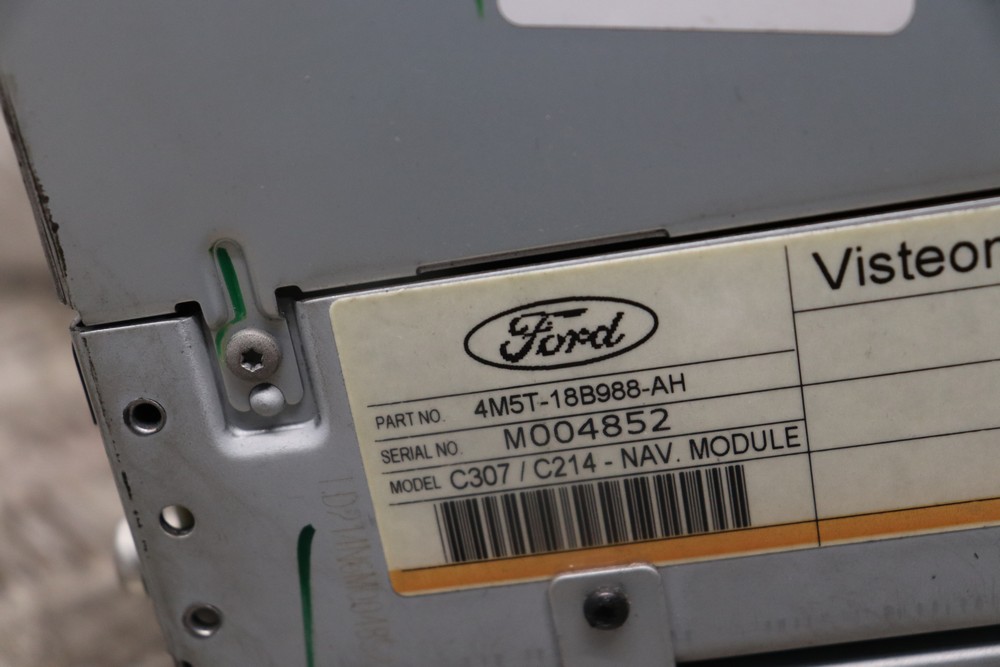 Ford
Visteon
PART NO. 4M5T-18B988-AH
SERIAL NO. M004852
MODEL C307 / C214 - NAV. MODULE